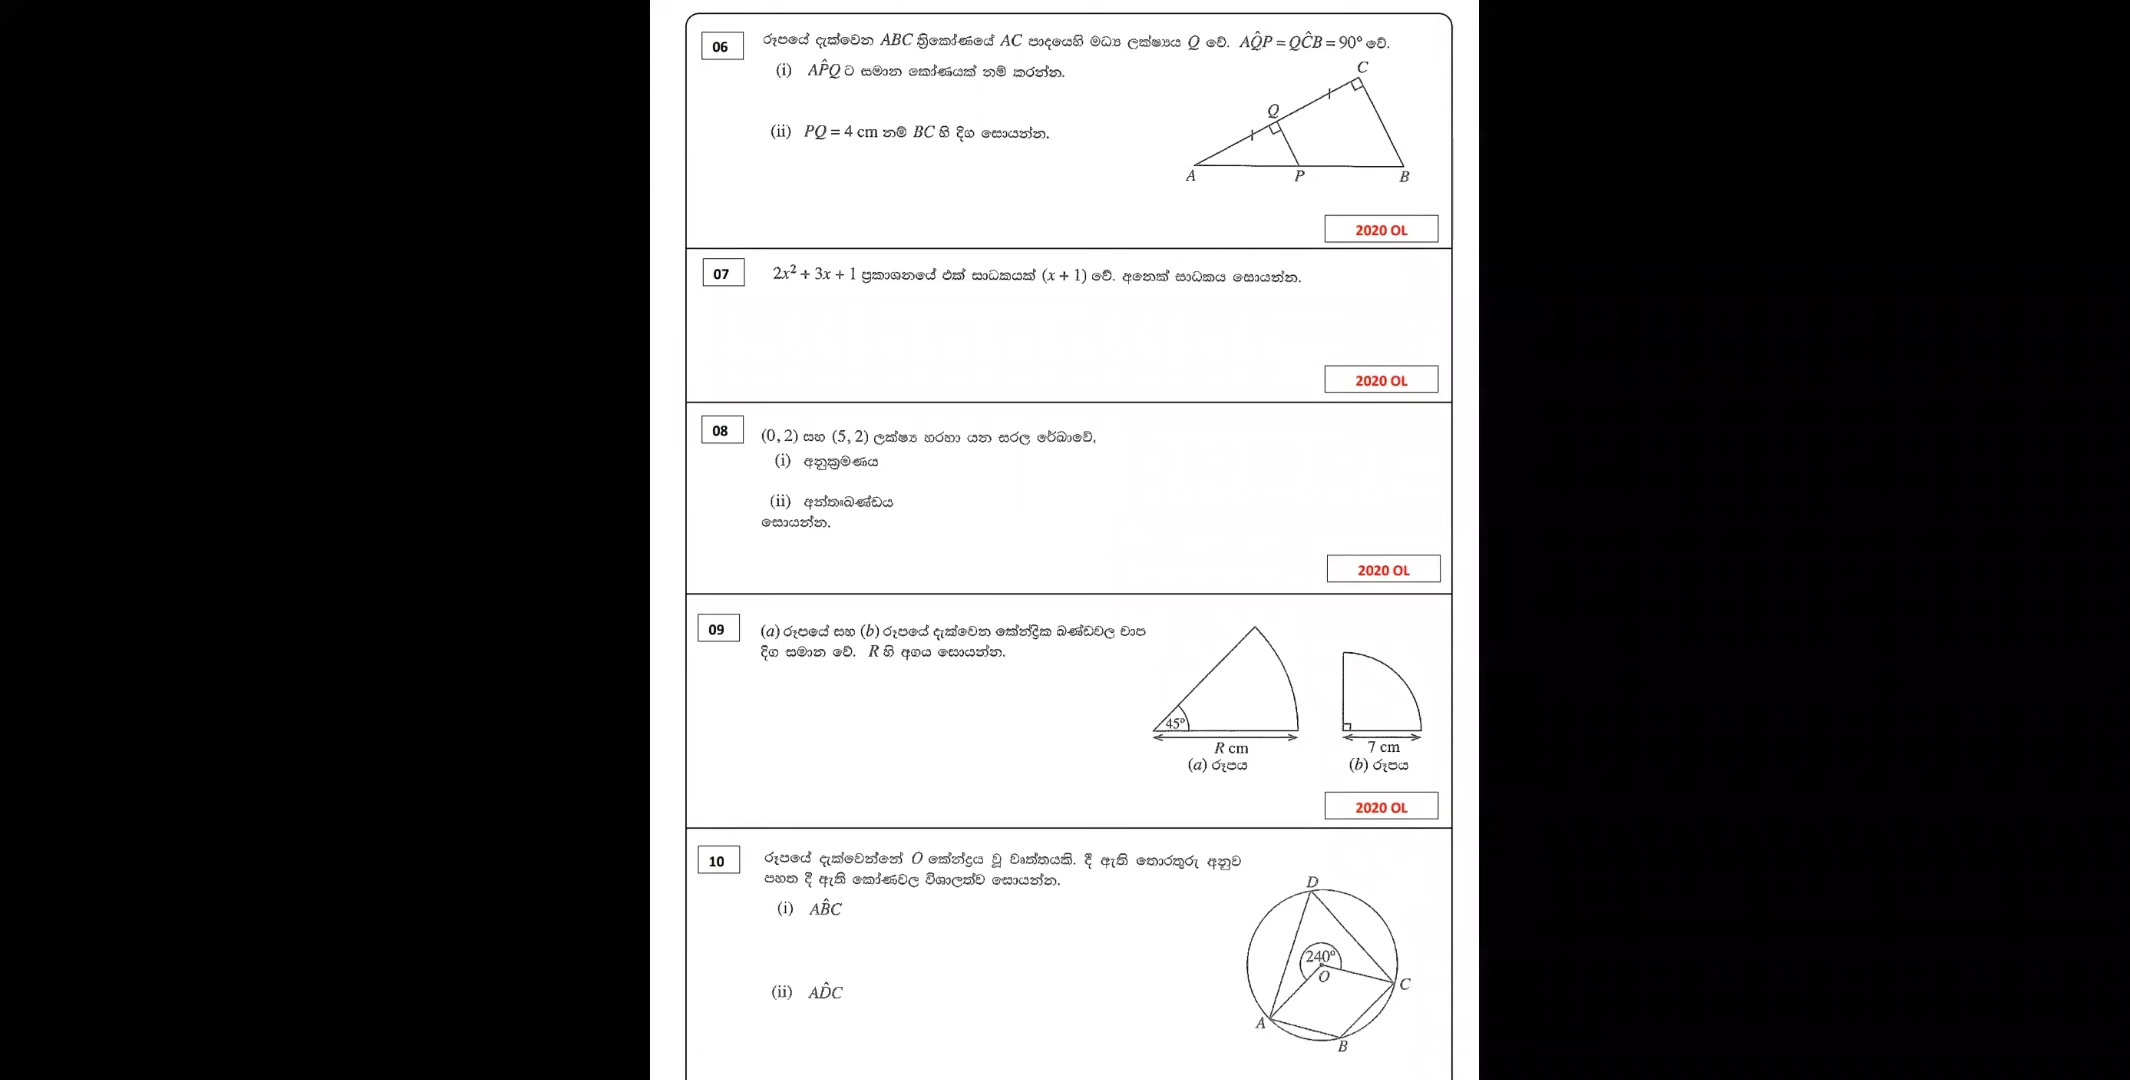 06
රූපයේ දැක්වෙන ABC ත්‍රිකෝණයේ AC පාදයෙහි මධ්‍ය ලක්ෂ්‍යය Q වේ. AQ̂P = QĈB = 90° වේ.
(i) AP̂Q ට සමාන කෝණයක් නම් කරන්න.
(ii) PQ = 4 cm නම් BC හි දිග සොයන්න.
C
Q
A
P
B
2020 OL
07
2x² + 3x + 1 ප්‍රකාශනයේ එක් සාධකයක් (x + 1) වේ. අනෙක් සාධකය සොයන්න.
2020 OL
08
(0, 2) සහ (5, 2) ලක්ෂ්‍ය හරහා යන සරල රේඛාවේ,
(i) අනුක්‍රමණය
(ii) අන්තඃඛණ්ඩය
සොයන්න.
2020 OL
09
(a) රූපයේ සහ (b) රූපයේ දැක්වෙන කේන්ද්‍රික ඛණ්ඩවල චාප
දිග සමාන වේ. R හි අගය සොයන්න.
45°
R cm
(a) රූපය
7 cm
(b) රූපය
2020 OL
10
රූපයේ දැක්වෙන්නේ O කේන්ද්‍රය වූ වෘත්තයකි. දී ඇති තොරතුරු අනුව
පහත දී ඇති කෝණවල විශාලත්ව සොයන්න.
(i) AB̂C
(ii) AD̂C
D
240°
O
C
A
B